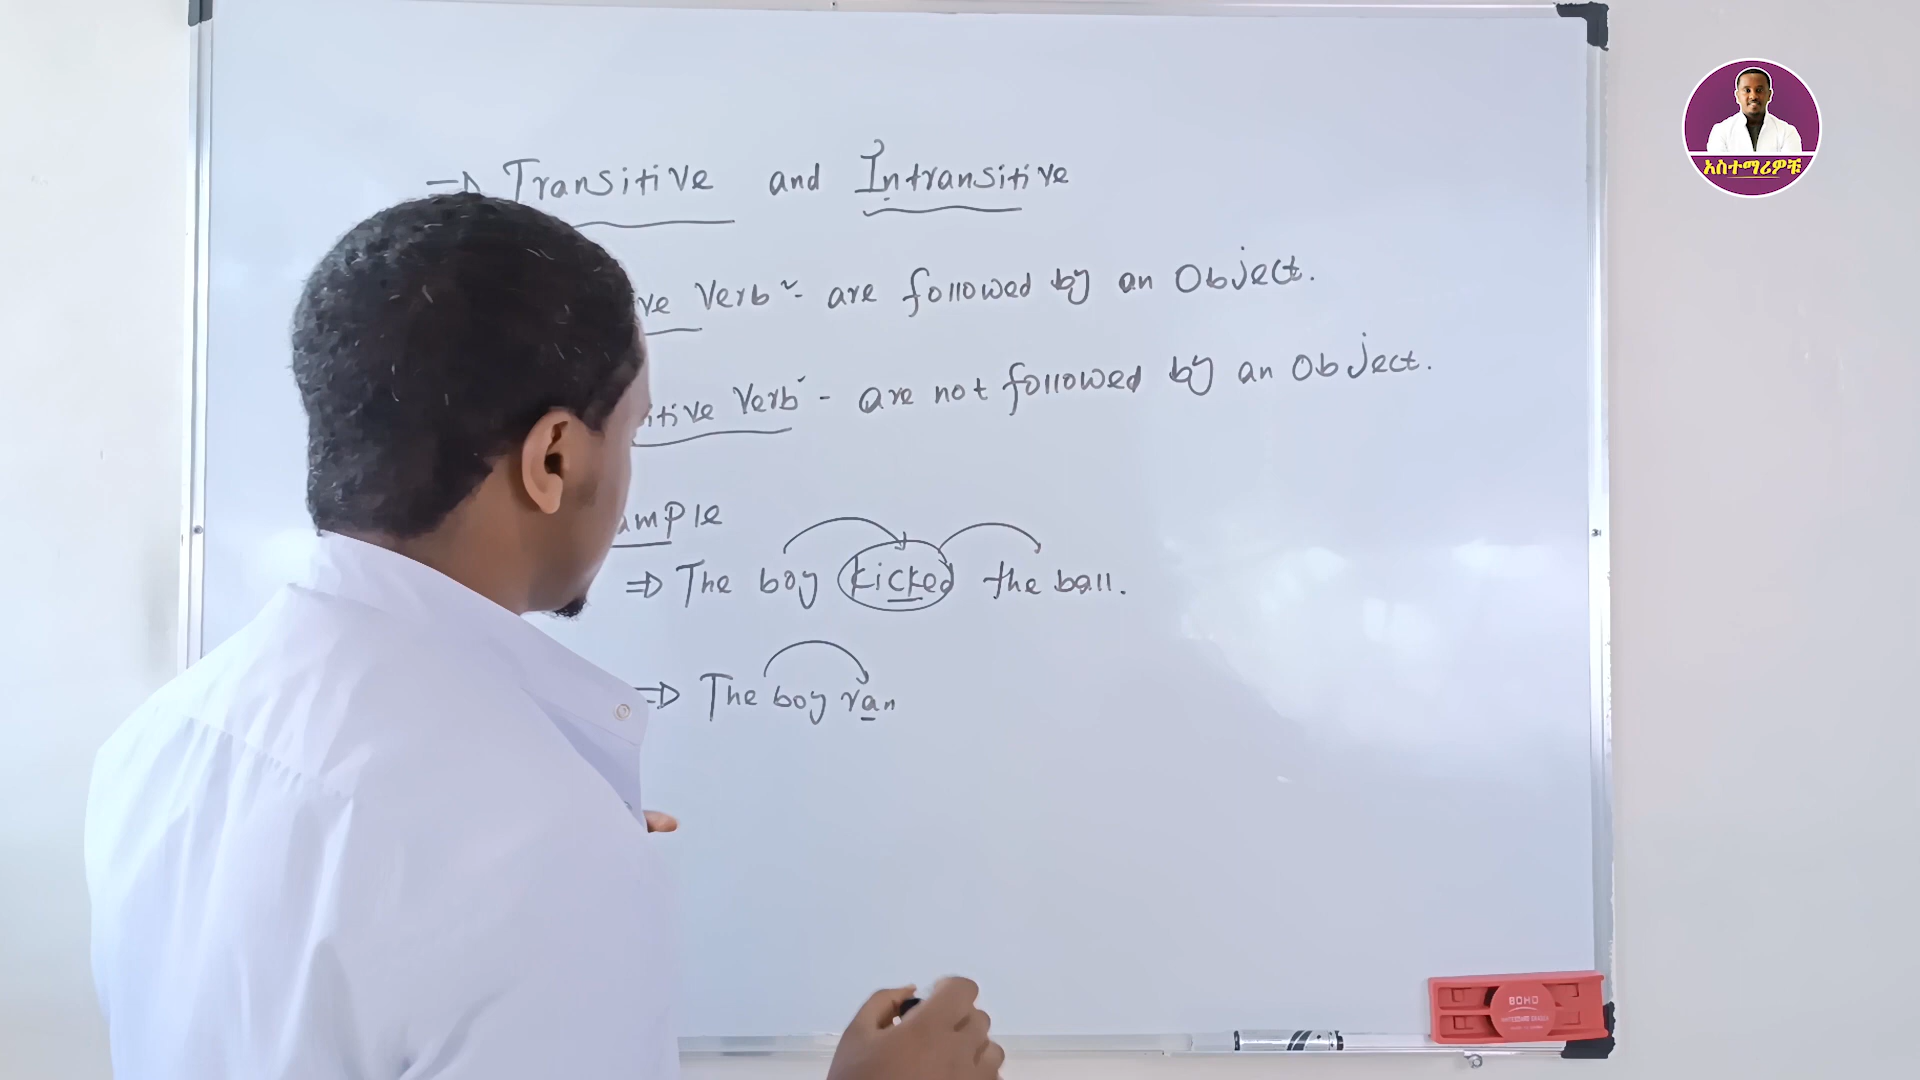 ⇒ Transitive and Intransitive
ve Verb ~- are followed by an Object.
itive Verb - are not followed by an Object.
ample
⇒ The boy kicked the ball.
⇒ The boy ran
አስተማሪዎቹ
BOHO